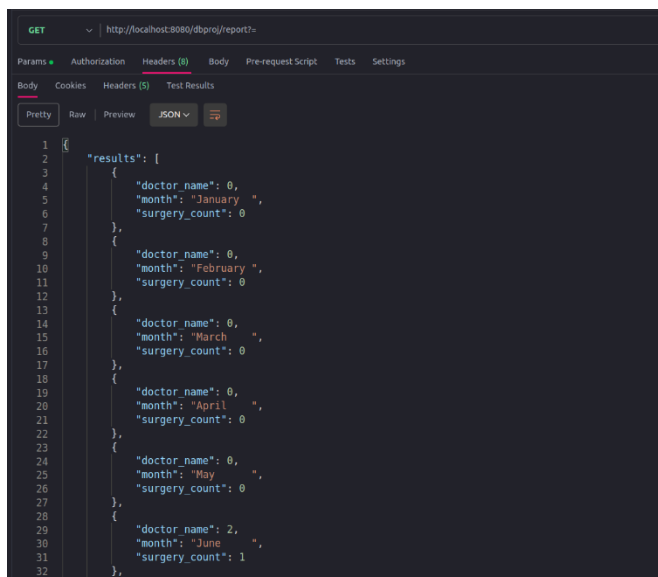 GET http://localhost:8080/dbproj/report?=
Params Authorization Headers (8) Body Pre-request Script Tests Settings
Body Cookies Headers (5) Test Results
Pretty Raw Preview JSON
1 {
2 "results": [
3 {
4 "doctor_name": 0,
5 "month": "January  ",
6 "surgery_count": 0
7 },
8 {
9 "doctor_name": 0,
10 "month": "February ",
11 "surgery_count": 0
12 },
13 {
14 "doctor_name": 0,
15 "month": "March    ",
16 "surgery_count": 0
17 },
18 {
19 "doctor_name": 0,
20 "month": "April    ",
21 "surgery_count": 0
22 },
23 {
24 "doctor_name": 0,
25 "month": "May      ",
26 "surgery_count": 0
27 },
28 {
29 "doctor_name": 2,
30 "month": "June     ",
31 "surgery_count": 1
32 },